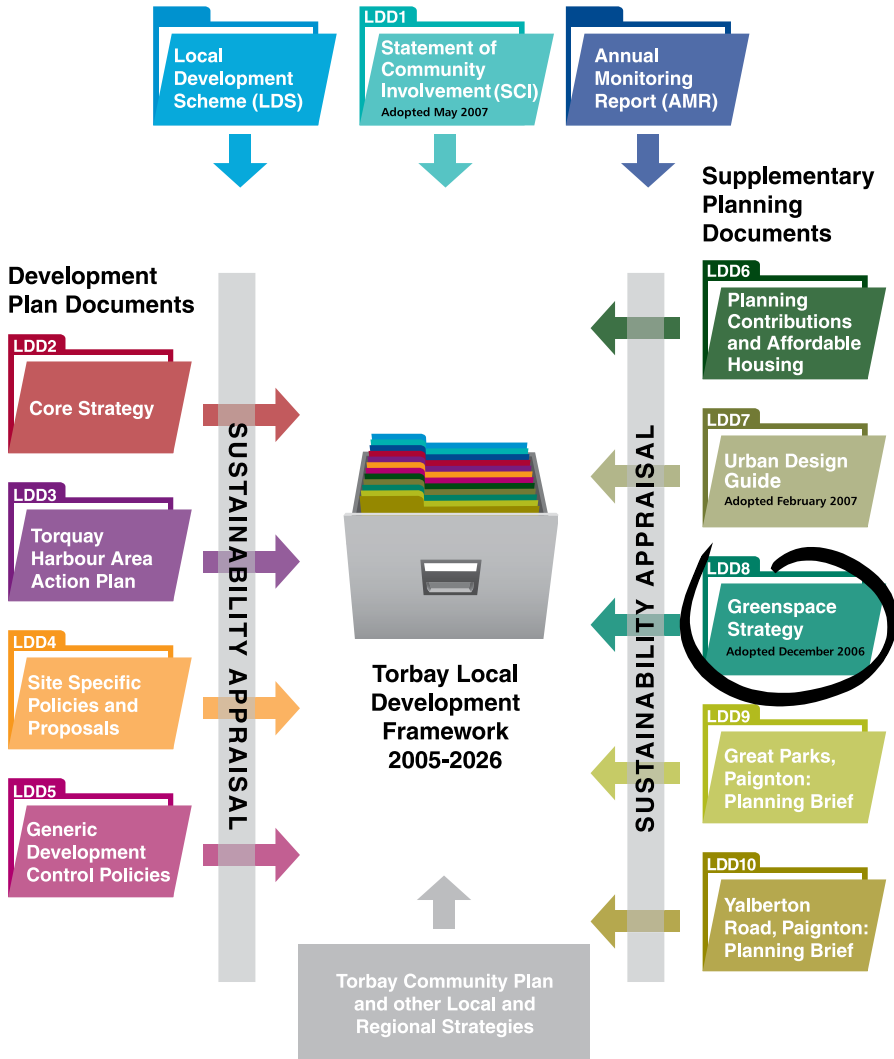 Local
Development
Scheme (LDS)
LDD1
Statement of
Community
Involvement (SCI)
Adopted May 2007
Annual
Monitoring
Report (AMR)
Development
Plan Documents
LDD2
Core Strategy
LDD3
Torquay
Harbour Area
Action Plan
LDD4
Site Specific
Policies and
Proposals
LDD5
Generic
Development
Control Policies
SUSTAINABILITY APPRAISAL
Torbay Local
Development
Framework
2005-2026
Torbay Community Plan
and other Local and
Regional Strategies
SUSTAINABILITY APPRAISAL
Supplementary
Planning
Documents
LDD6
Planning
Contributions
and Affordable
Housing
LDD7
Urban Design
Guide
Adopted February 2007
LDD8
Greenspace
Strategy
Adopted December 2006
LDD9
Great Parks,
Paignton:
Planning Brief
LDD10
Yalberton
Road, Paignton:
Planning Brief